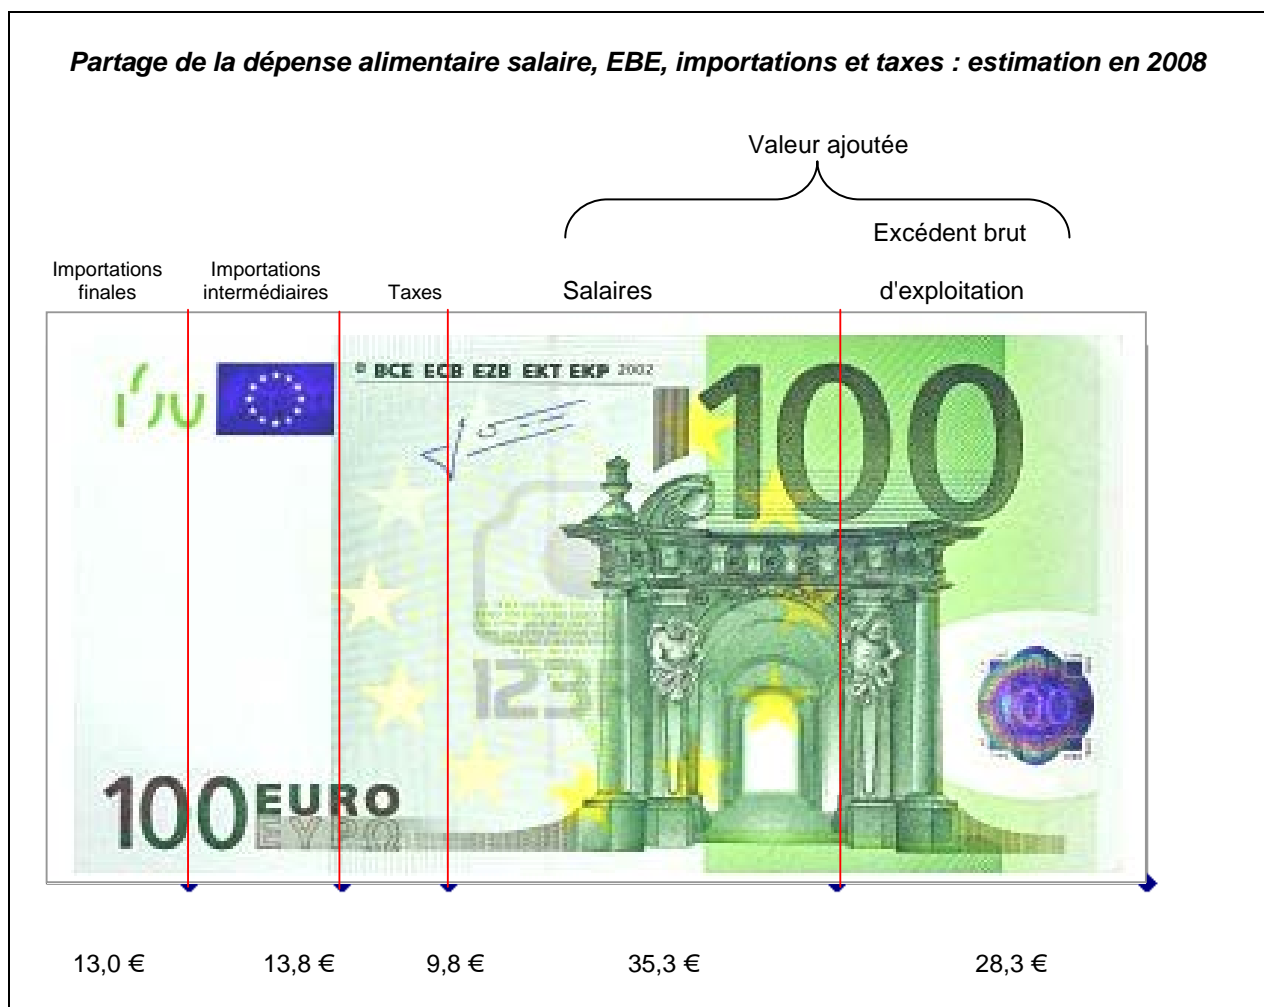 Partage de la dépense alimentaire salaire, EBE, importations et taxes : estimation en 2008
Valeur ajoutée
Excédent brut
Importations finales
Importations intermédiaires
Taxes
Salaires
d'exploitation
© BCE ECB EZB EKT EKP 2002
100
100 EURO
ΕΥΡΩ
13,0 €
13,8 €
9,8 €
35,3 €
28,3 €